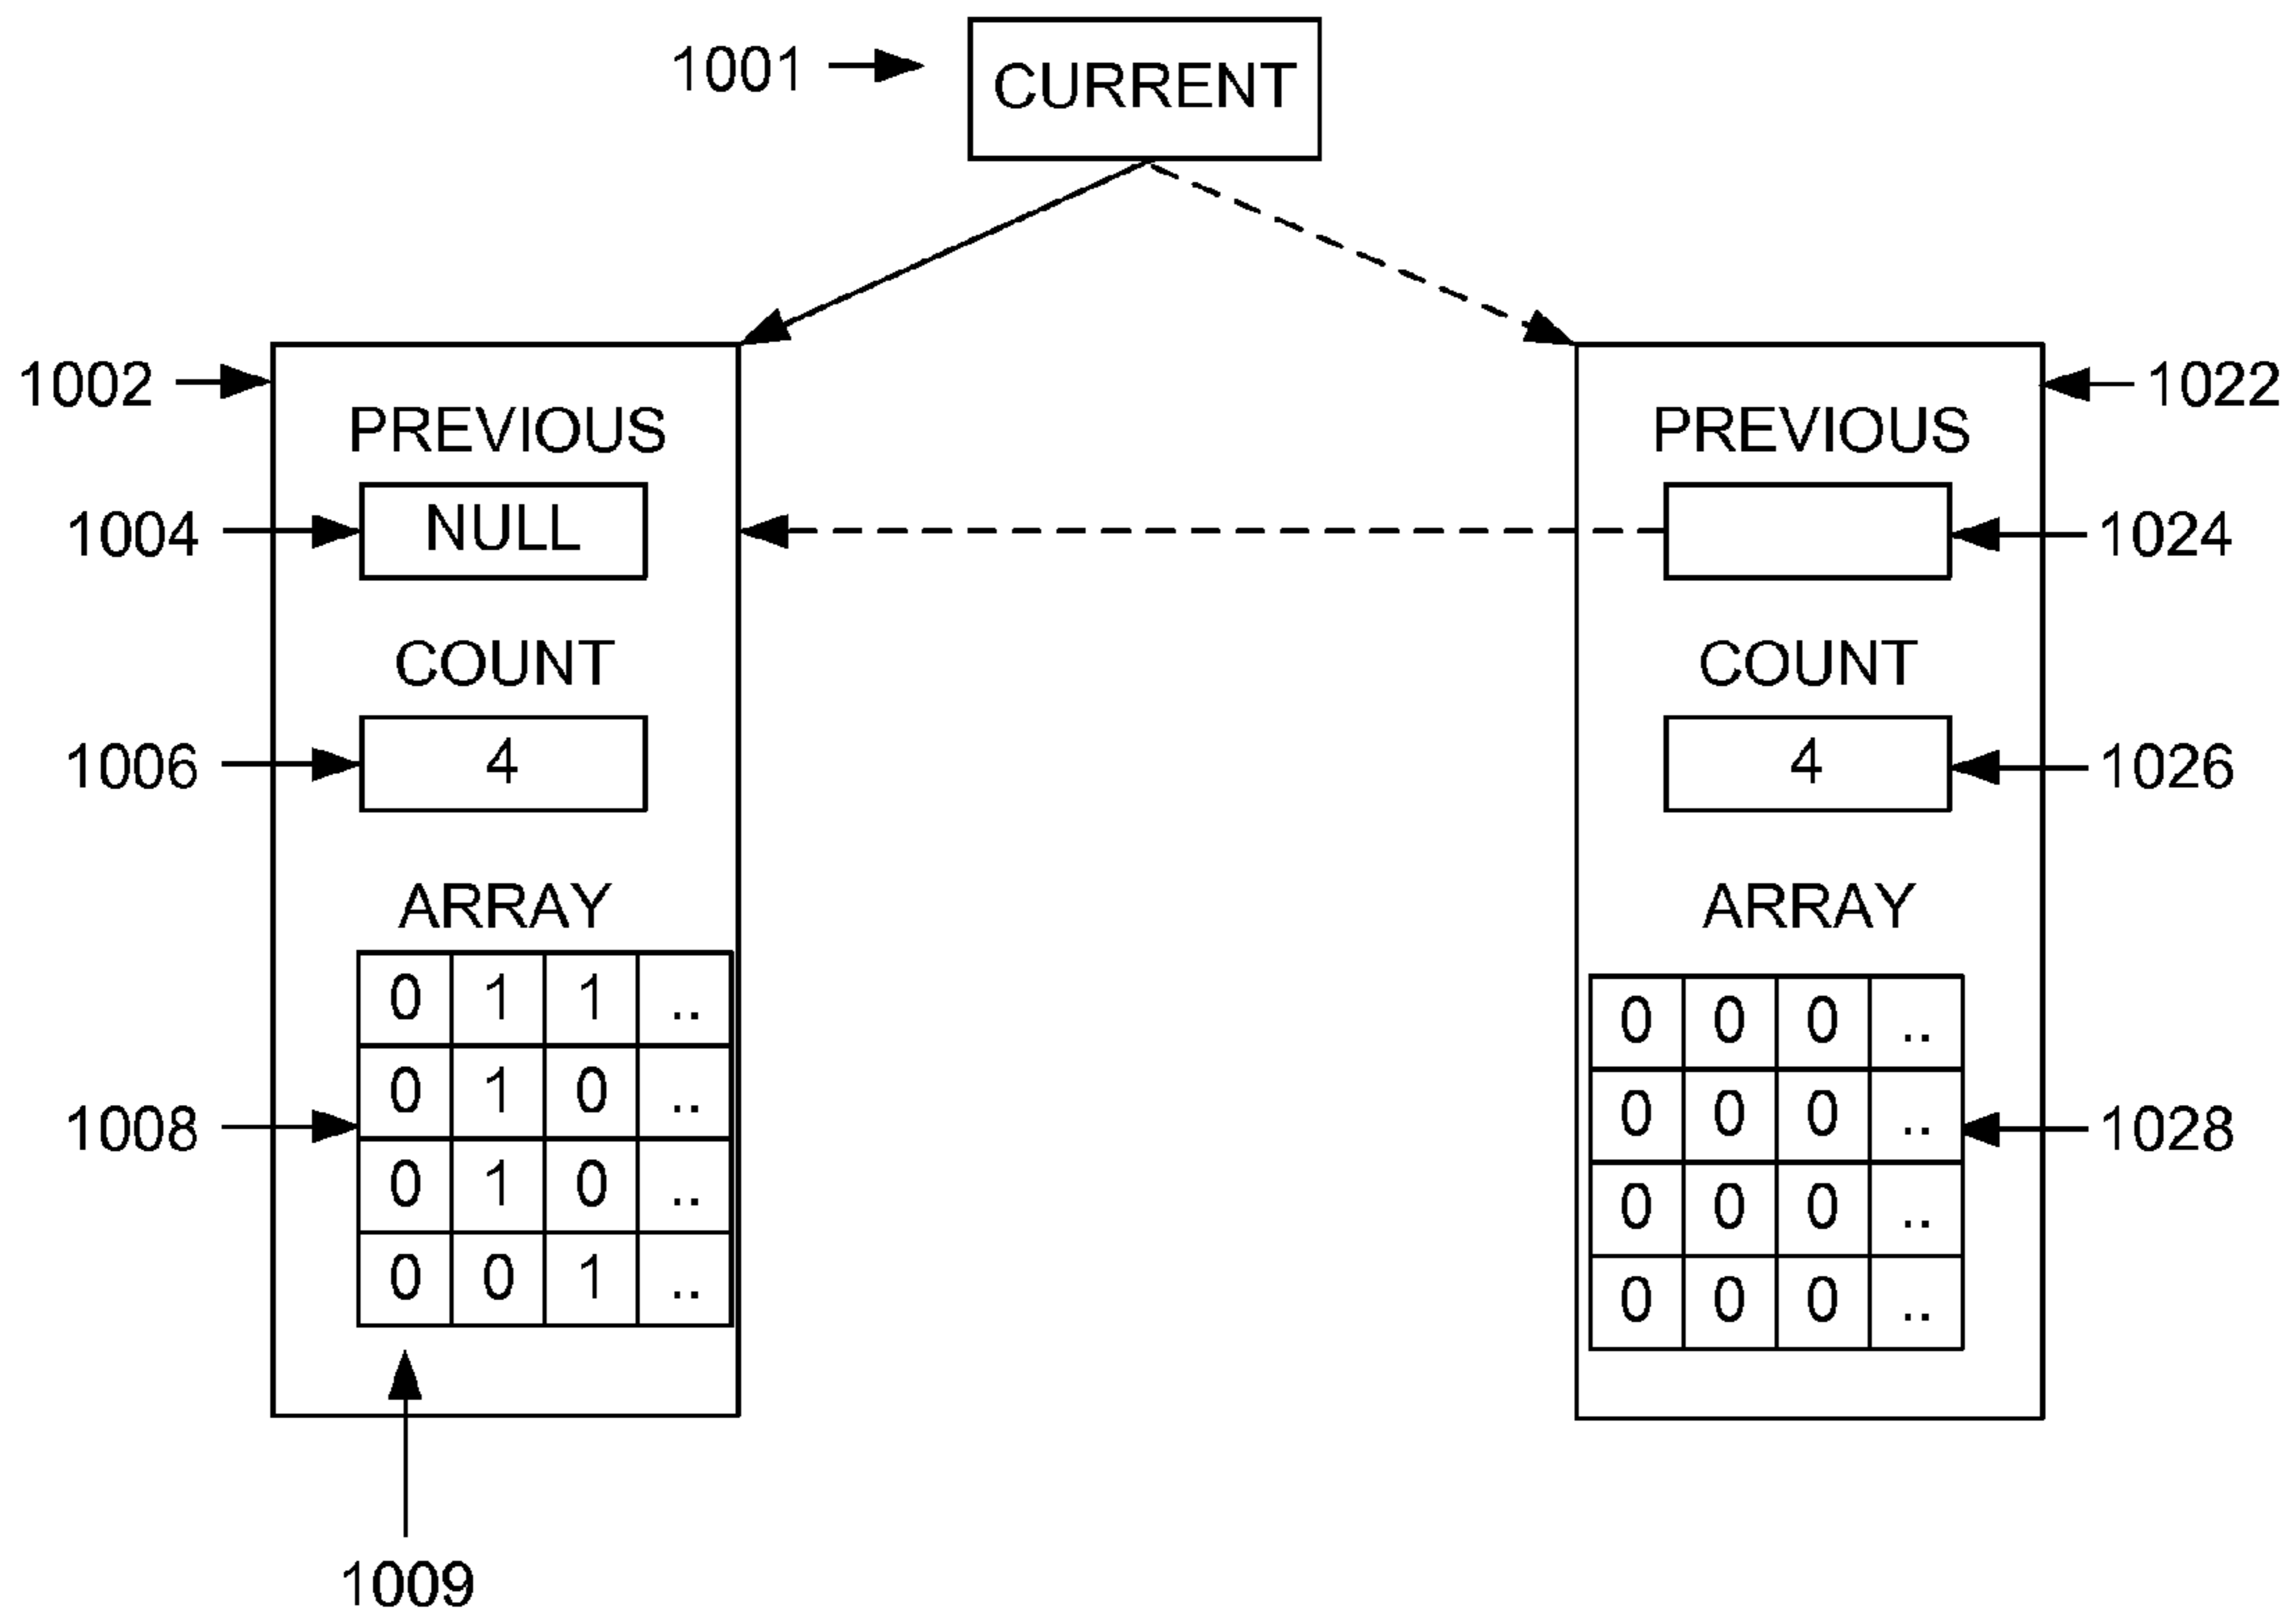 1001 CURRENT
1002 1022
PREVIOUS PREVIOUS
1004 NULL 1024
COUNT COUNT
1006 4 4 1026
ARRAY ARRAY
0 1 1 .. 0 0 0 ..
0 1 0 .. 0 0 0 ..
1008 1028
0 1 0 .. 0 0 0 ..
0 0 1 .. 0 0 0 ..
1009